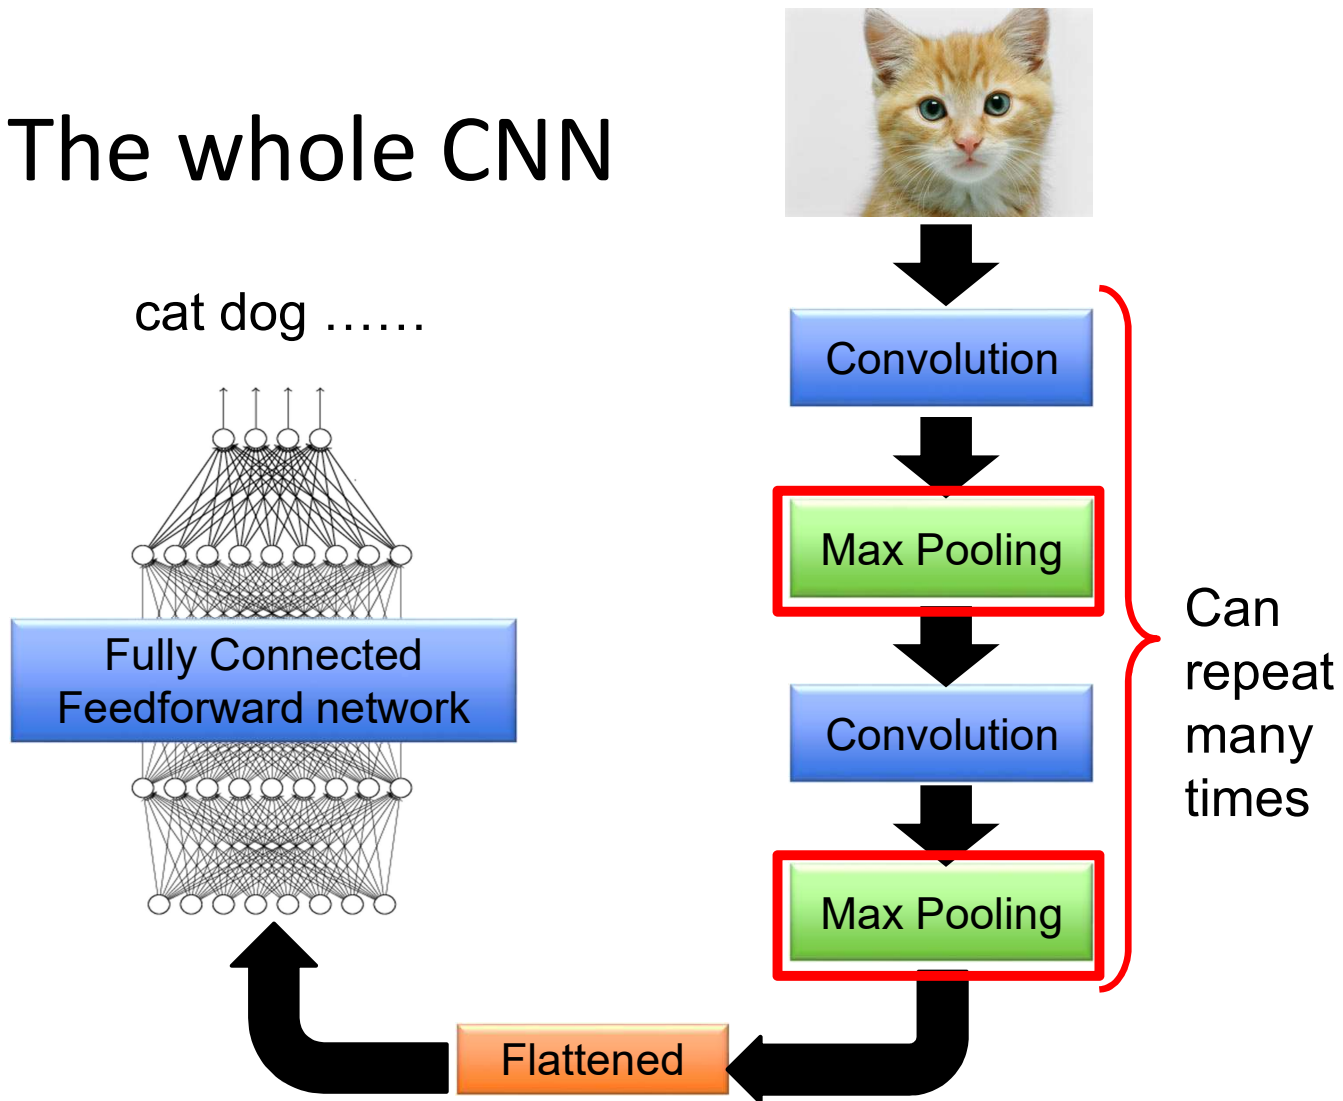 The whole CNN
cat dog ……
Convolution
Max Pooling
Convolution
Max Pooling
Can
repeat
many
times
Flattened
Fully Connected
Feedforward network